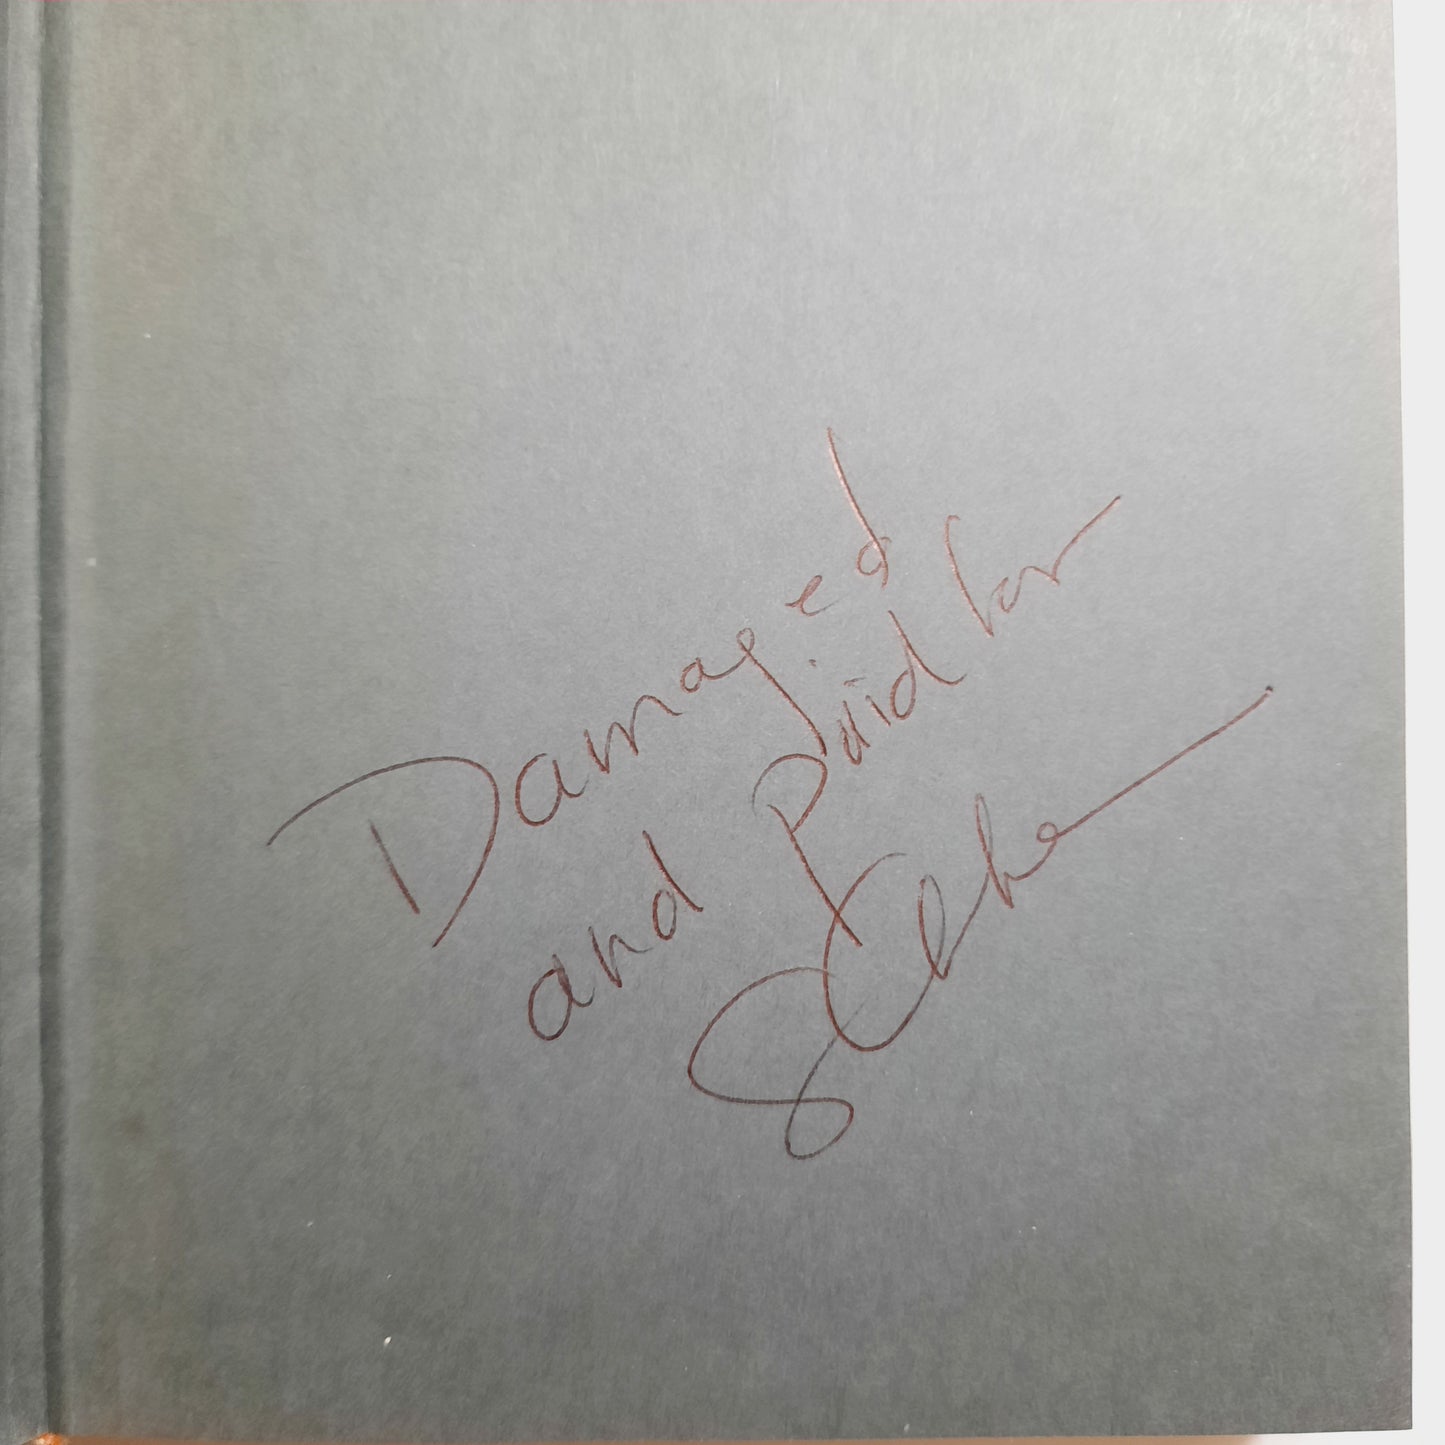 Damaged
and Paid for